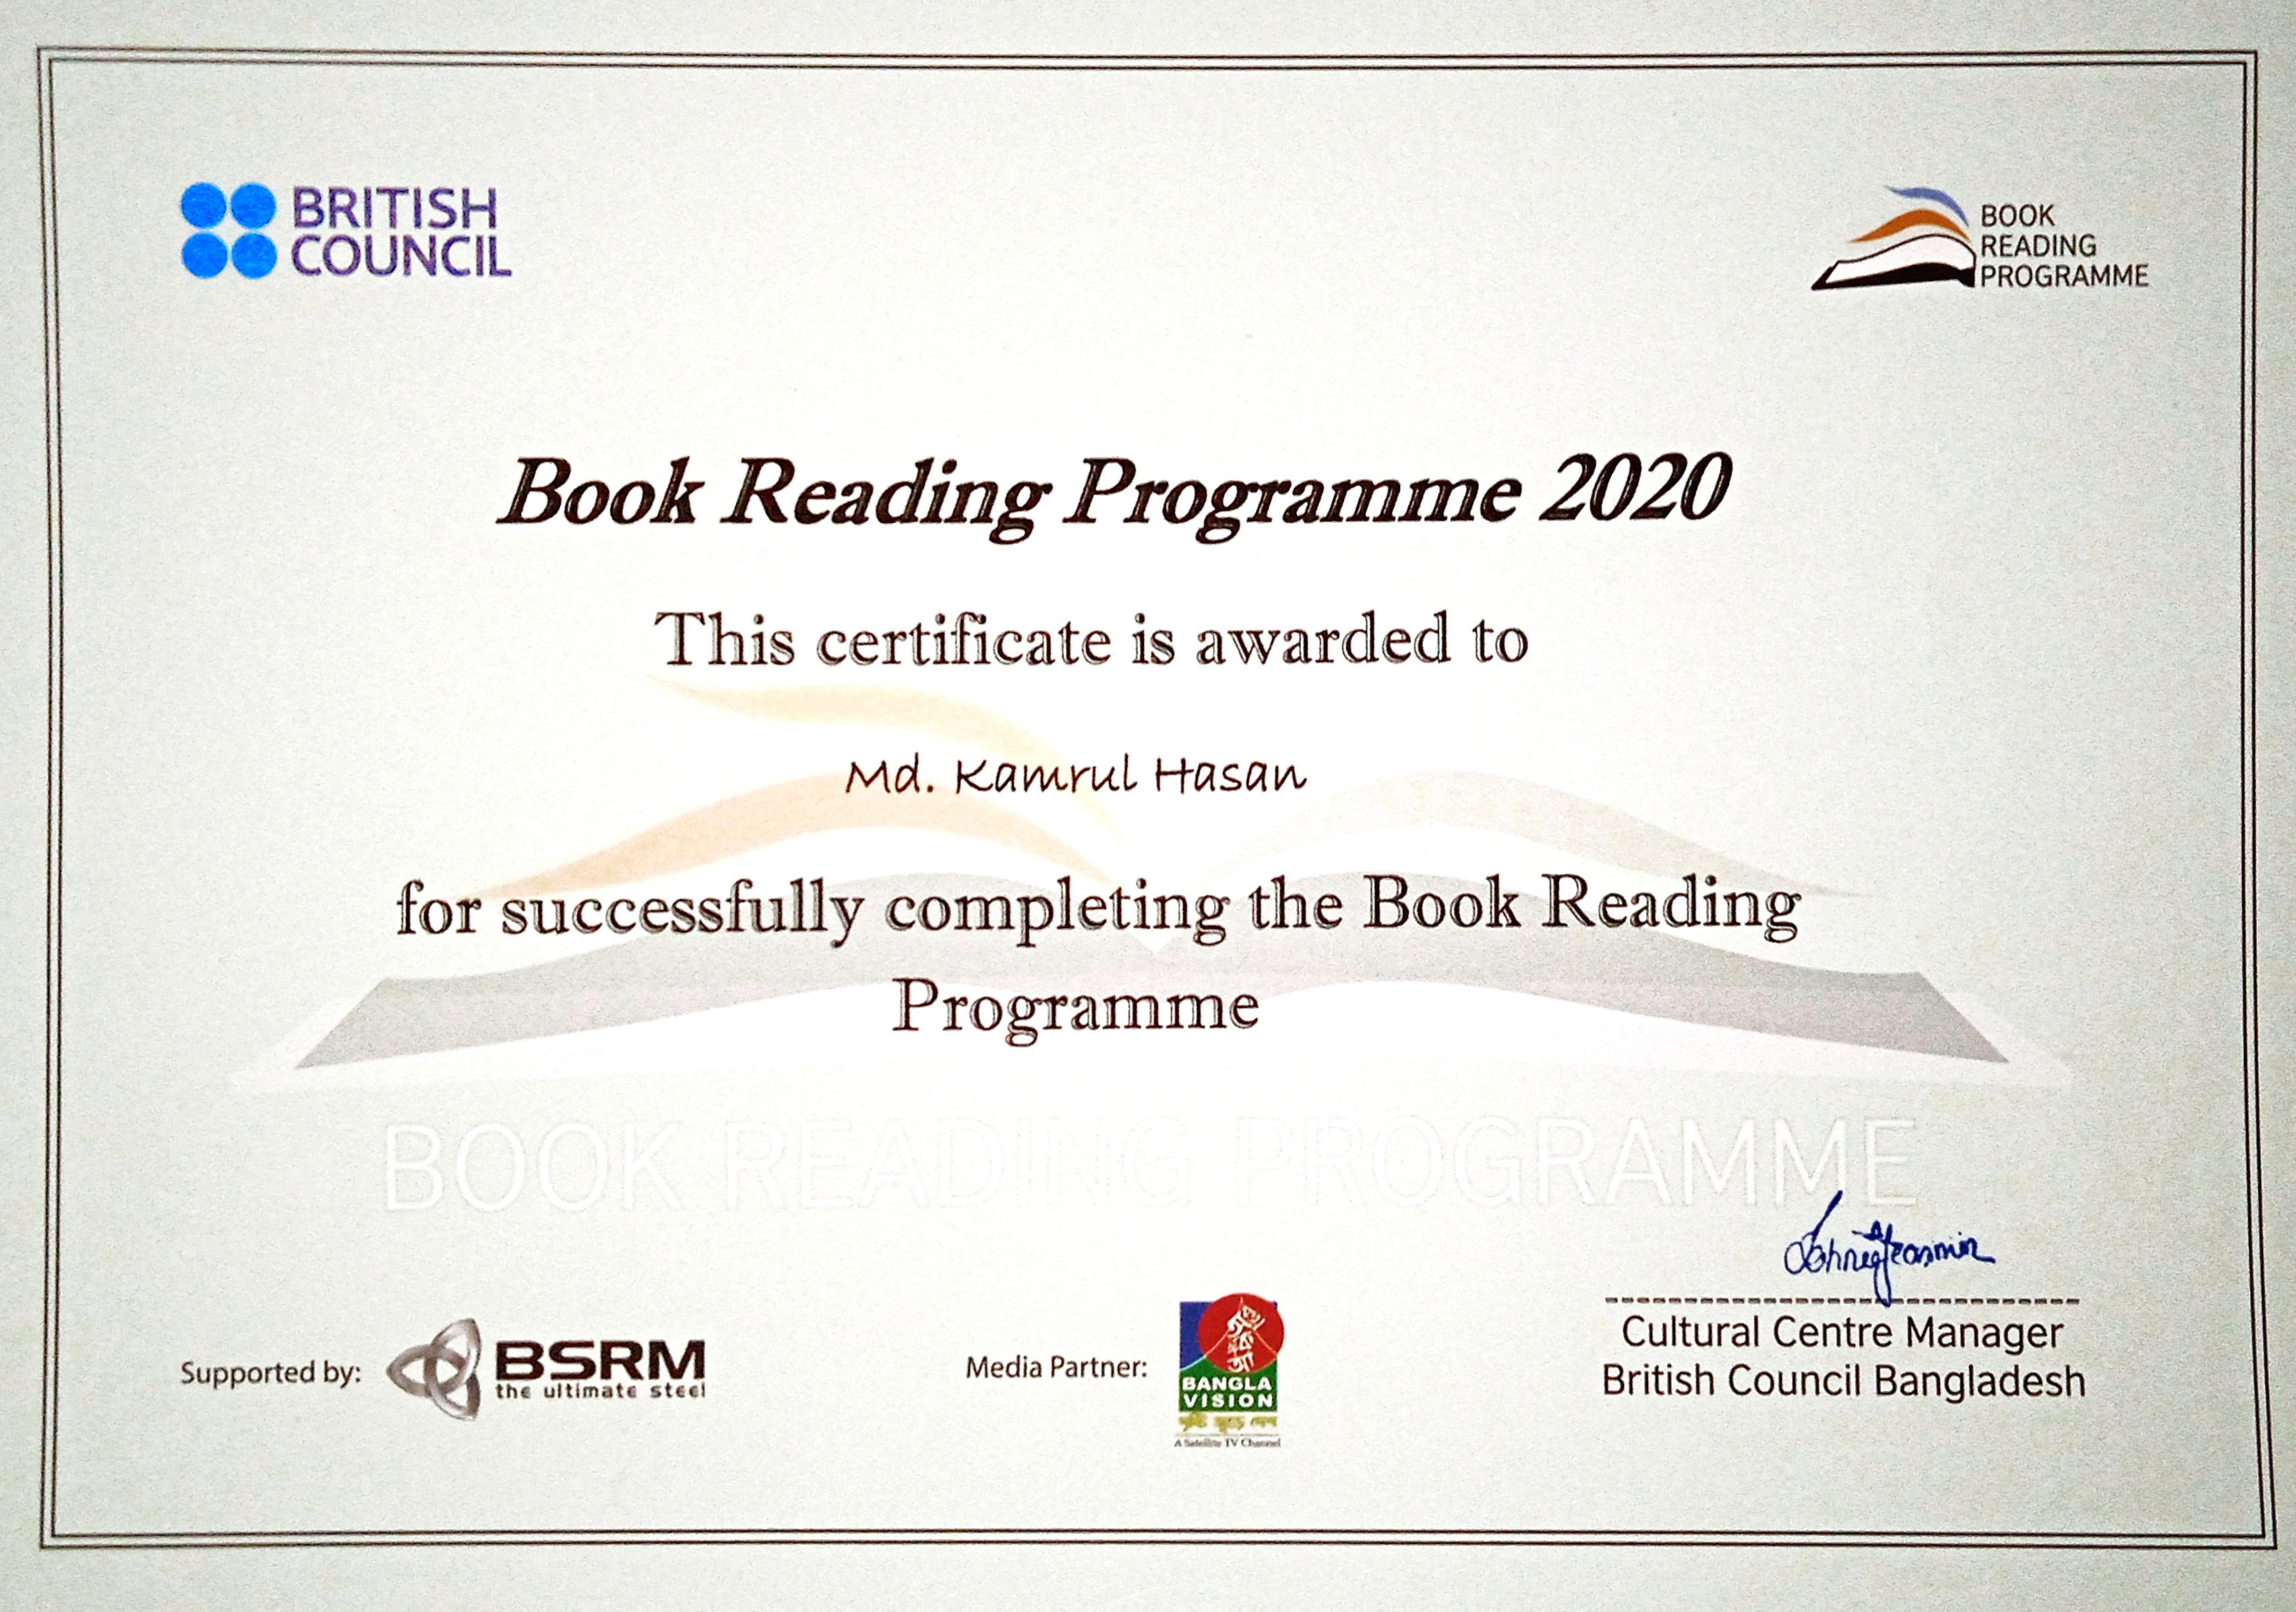 BRITISH
COUNCIL
BOOK
READING
PROGRAMME
Book Reading Programme 2020
This certificate is awarded to
Md. Kamrul Hasan
for successfully completing the Book Reading
Programme
BOOK READING PROGRAMME
Supported by:
BSRM
the ultimate steel
Media Partner:
BANGLA
VISION
দৃষ্টি জুড়ে দেশ
A Satellite TV Channel
Cultural Centre Manager
British Council Bangladesh